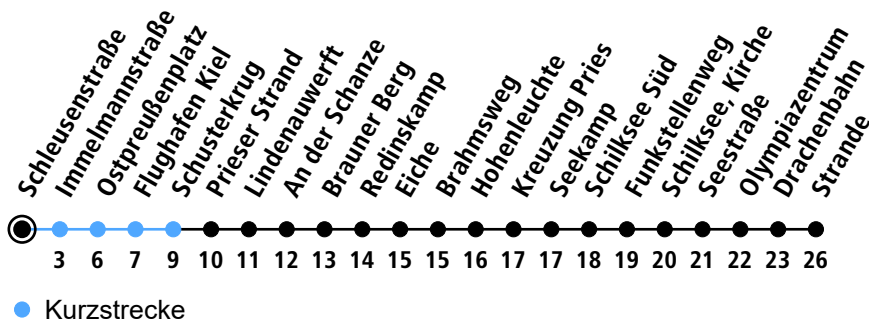 Schleusenstraße
Immelmannstraße
Ostpreußenplatz
Flughafen Kiel
Schusterkrug
Prieser Strand
Lindenauwerft
An der Schanze
Brauner Berg
Redinskamp
Eiche
Brahmsweg
Hohenleuchte
Kreuzung Pries
Seekamp
Schilksee Süd
Funkstellenweg
Schilksee, Kirche
Seestraße
Olympiazentrum
Drachenbahn
Strande
3 6 7 9 10 11 12 13 14 15 15 16 17 17 18 19 20 21 22 23 26
Kurzstrecke